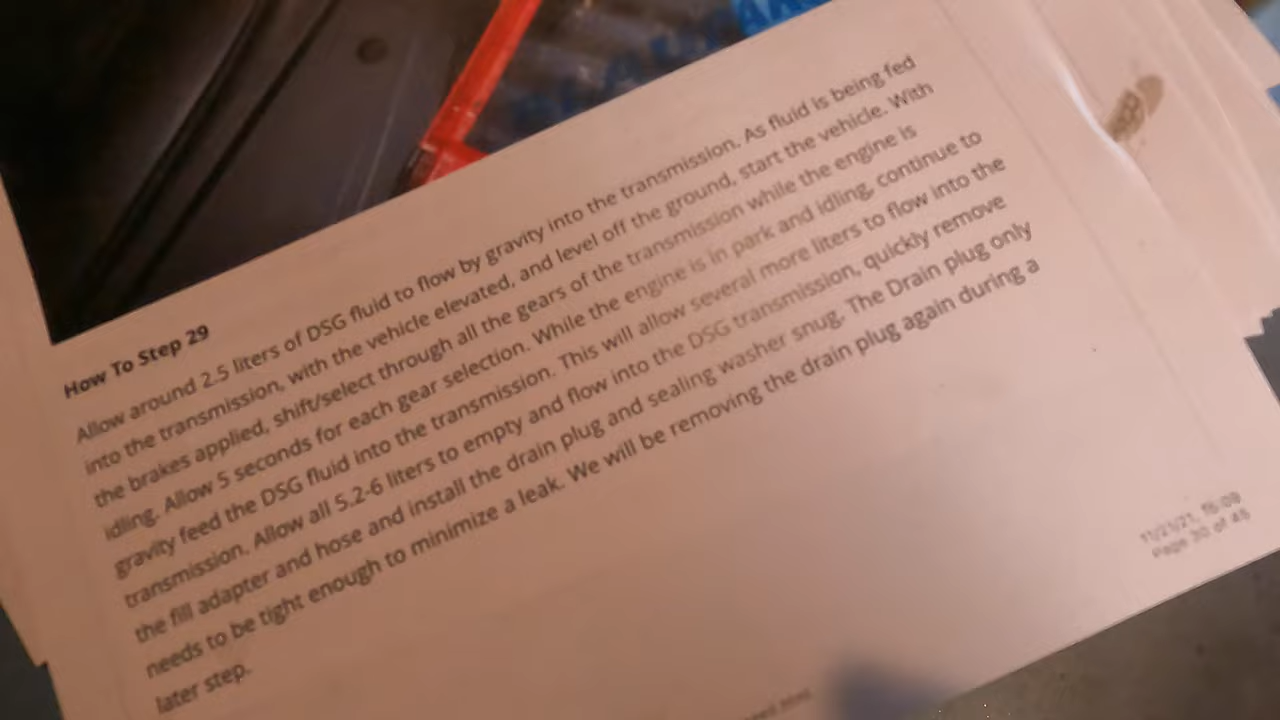 How To Step 29
Allow around 2.5 liters of DSG fluid to flow by gravity into the transmission. As fluid is being fed
into the transmission, with the vehicle elevated, and level off the ground, start the vehicle. With
the brakes applied, shift/select through all the gears of the transmission while the engine is
idling. Allow 5 seconds for each gear selection. While the engine is in park and idling, continue to
gravity feed the DSG fluid into the transmission. This will allow several more liters to flow into the
transmission. Allow all 5.2-6 liters to empty and flow into the DSG transmission, quickly remove
the fill adapter and hose and install the drain plug and sealing washer snug. The Drain plug only
needs to be tight enough to minimize a leak. We will be removing the drain plug again during a
later step.
Page 30 of 45